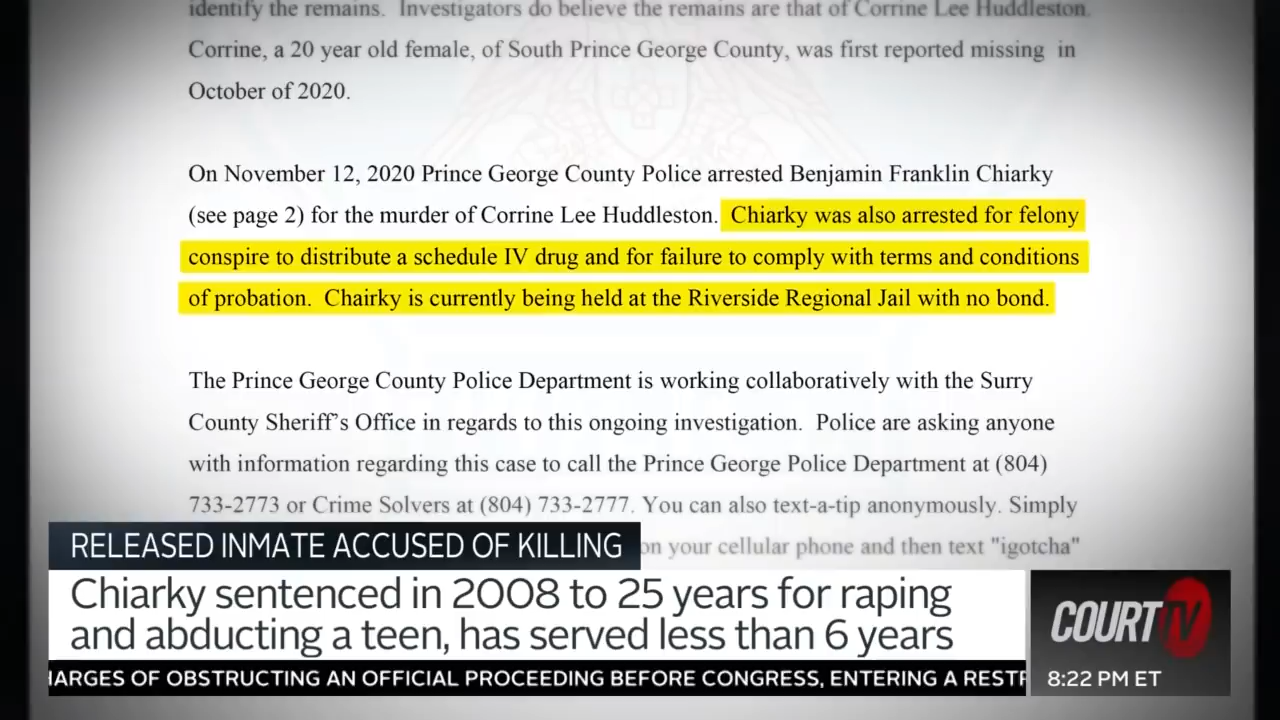 identify the remains. Investigators do believe the remains are that of Corrine Lee Huddleston.
Corrine, a 20 year old female, of South Prince George County, was first reported missing in
October of 2020.
On November 12, 2020 Prince George County Police arrested Benjamin Franklin Chiarky
(see page 2) for the murder of Corrine Lee Huddleston. Chiarky was also arrested for felony
conspire to distribute a schedule IV drug and for failure to comply with terms and conditions
of probation. Chairky is currently being held at the Riverside Regional Jail with no bond.
The Prince George County Police Department is working collaboratively with the Surry
County Sheriff's Office in regards to this ongoing investigation. Police are asking anyone
with information regarding this case to call the Prince George Police Department at (804)
733-2773 or Crime Solvers at (804) 733-2777. You can also text-a-tip anonymously. Simply
on your cellular phone and then text "igotcha"
RELEASED INMATE ACCUSED OF KILLING
Chiarky sentenced in 2008 to 25 years for raping
and abducting a teen, has served less than 6 years
COURT TV
HARGES OF OBSTRUCTING AN OFFICIAL PROCEEDING BEFORE CONGRESS, ENTERING A RESTR
8:22 PM ET